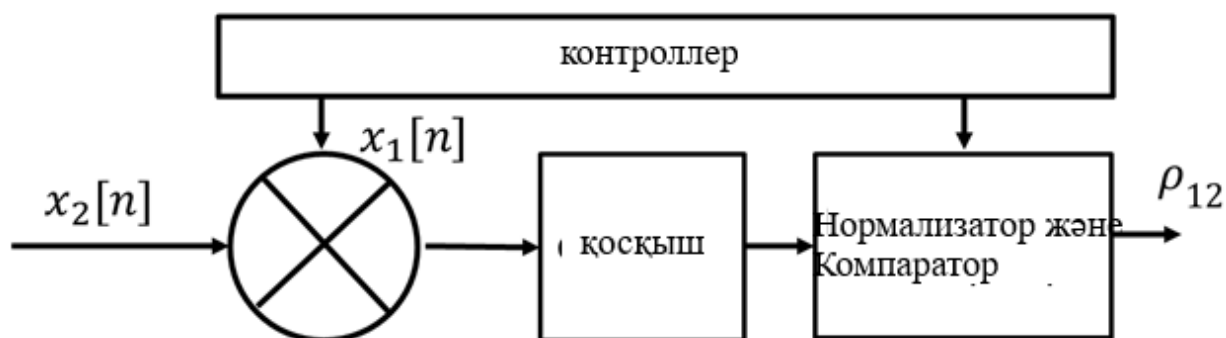 контроллер
x₁[n]
x₂[n]
қосқыш
Нормализатор және
Компаратор
ρ₁₂